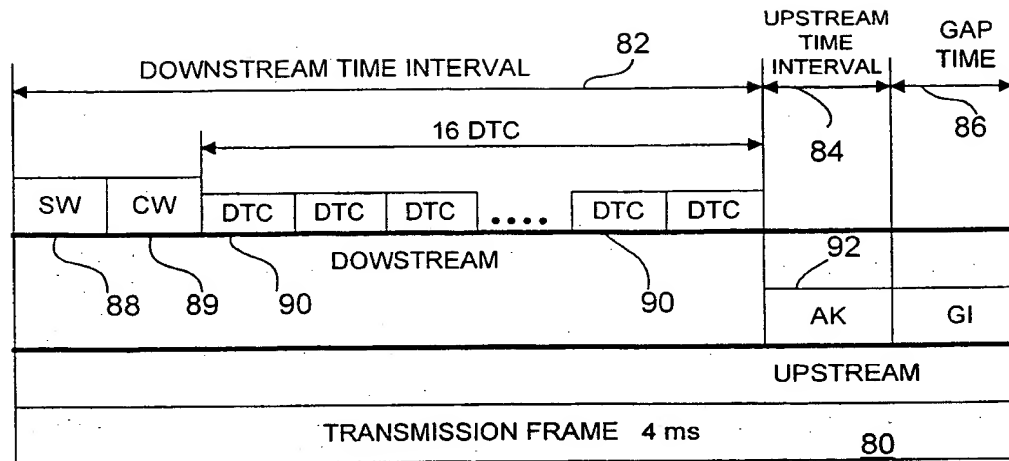 DOWNSTREAM TIME INTERVAL
82
UPSTREAM
TIME
INTERVAL
84
GAP
TIME
86
16 DTC
SW
CW
DTC
DTC
DTC
....
DTC
DTC
DOWSTREAM
88
89
90
90
92
AK
GI
UPSTREAM
TRANSMISSION FRAME 4 ms
80